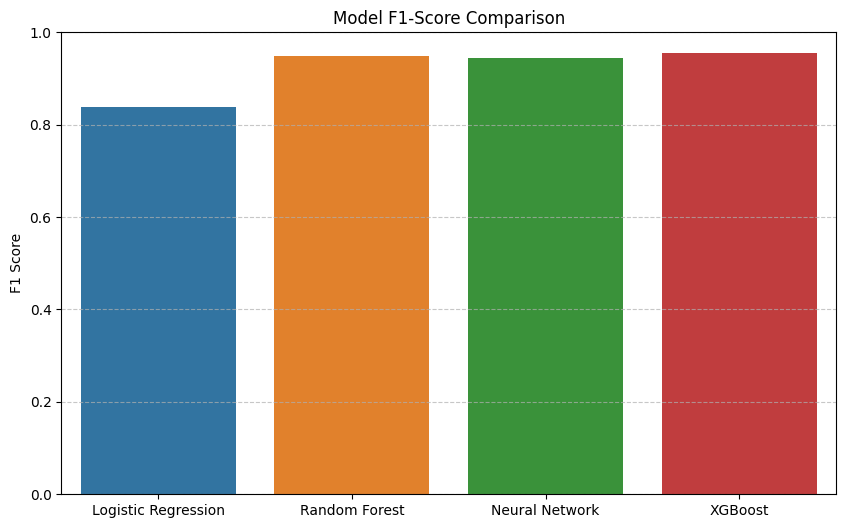 Model F1-Score Comparison
1.0
0.8
0.6
0.4
0.2
0.0
F1 Score
Logistic Regression
Random Forest
Neural Network
XGBoost